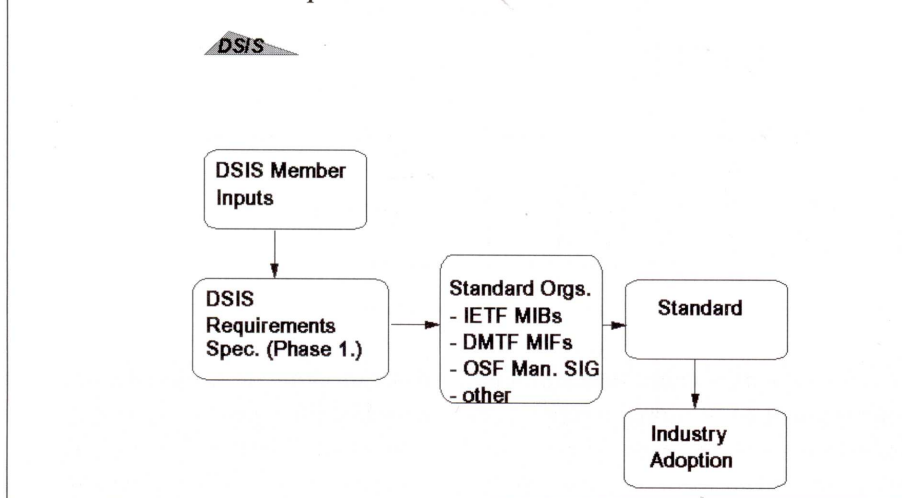 DSIS
DSIS Member
Inputs
DSIS
Requirements
Spec. (Phase 1.)
Standard Orgs.
- IETF MIBs
- DMTF MIFs
- OSF Man. SIG
- other
Standard
Industry
Adoption